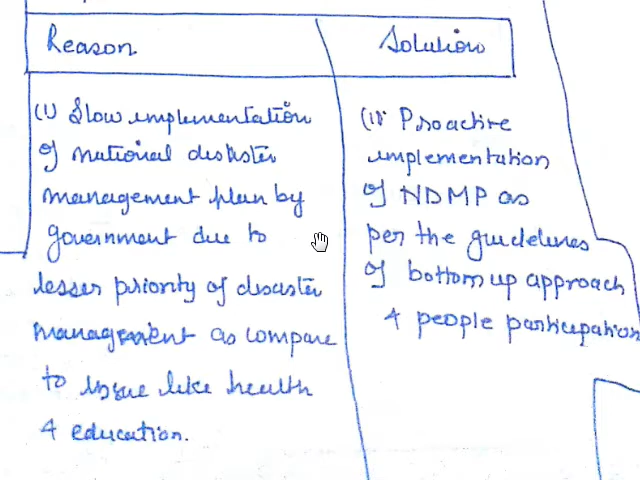 Reason
Solution
(1) Slow implementation
of national disaster
management plan by
government due to
lesser priority of disaster
management as compare
to issue like health
& education.
(1) Proactive
implementation
of NDMP as
per the guidelines
of bottom up approach
& people participation